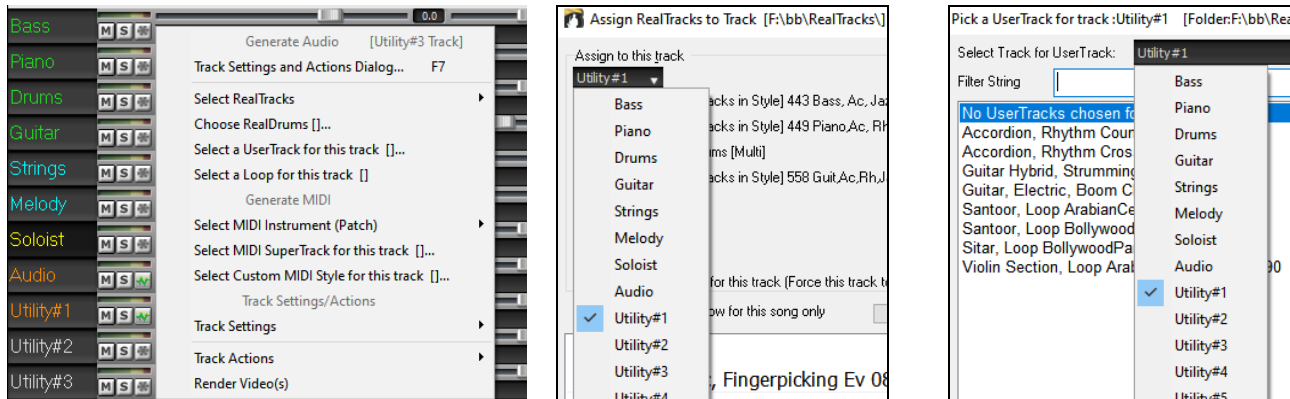 Bass
M S
0.0
Piano
M S
Drums
M S
Guitar
M S
Strings
M S
Melody
M S
Soloist
M S
Audio
M S
Utility#1
M S
Utility#2
M S
Utility#3
M S
Generate Audio [Utility#3 Track]
Track Settings and Actions Dialog... F7
Select RealTracks
Choose RealDrums []...
Select a UserTrack for this track []...
Select a Loop for this track []
Generate MIDI
Select MIDI Instrument (Patch)
Select MIDI SuperTrack for this track []...
Select Custom MIDI Style for this track []...
Track Settings/Actions
Track Settings
Track Actions
Render Video(s)
Assign RealTracks to Track [F:\bb\RealTracks\]
Assign to this track
Utility#1
Bass
Piano
Drums
Guitar
Strings
Melody
Soloist
Audio
Utility#1
Utility#2
Utility#3
Utility#4
acks in Style] 443 Bass, Ac, Ja
acks in Style] 449 Piano,Ac, Rh
ms [Multi]
acks in Style] 558 Guit,Ac,Rh,J
for this track (Force this track t
ow for this song only
, Fingerpicking Ev 08
Pick a UserTrack for track :Utility#1 [Folder:F:\bb\Rea
Select Track for UserTrack: Utility#1
Filter String
No UserTracks chosen fo
Accordion, Rhythm Coun
Accordion, Rhythm Cros
Guitar Hybrid, Strumming
Guitar, Electric, Boom C
Santoor, Loop ArabianCe
Santoor, Loop Bollywood
Sitar, Loop BollywoodPa
Violin Section, Loop Aral
90
Bass
Piano
Drums
Guitar
Strings
Melody
Soloist
Audio
Utility#1
Utility#2
Utility#3
Utility#4
Utility#5